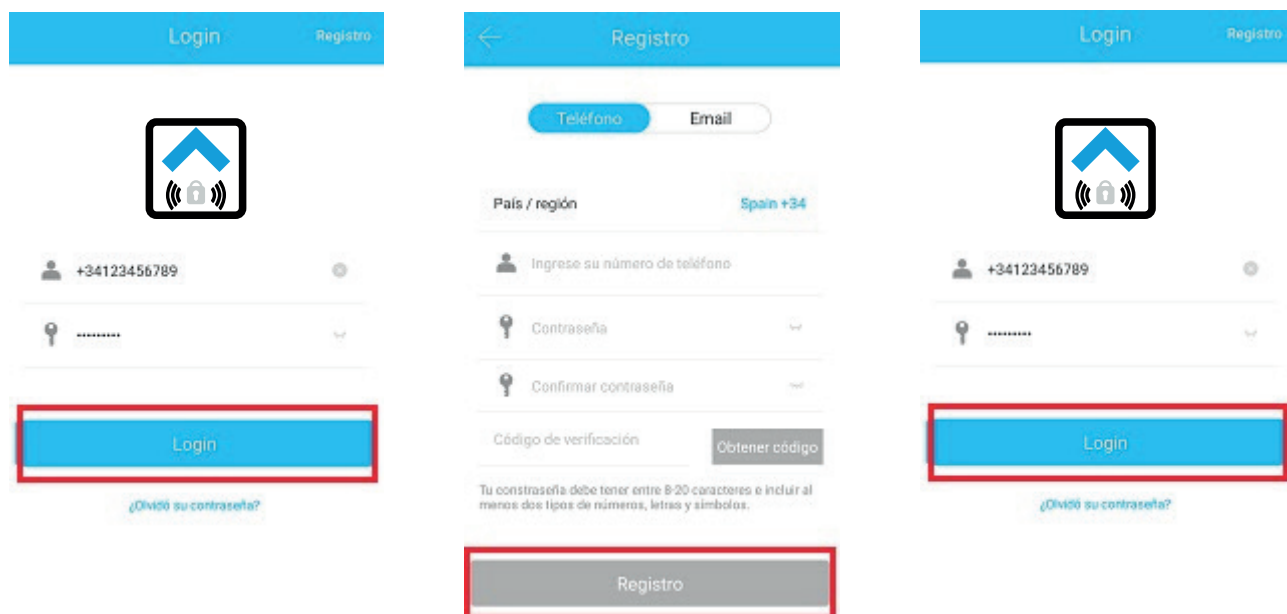 Login
Registro
+34123456789
·········
Login
¿Olvidó su contraseña?
Registro
Teléfono
Email
País / región
Spain +34
Ingrese su número de teléfono
Contraseña
Confirmar contraseña
Código de verificación
Obtener código
Tu constraseña debe tener entre 8-20 caracteres e incluir al
menos dos tipos de números, letras y símbolos.
Registro
Login
Registro
+34123456789
·········
Login
¿Olvidó su contraseña?